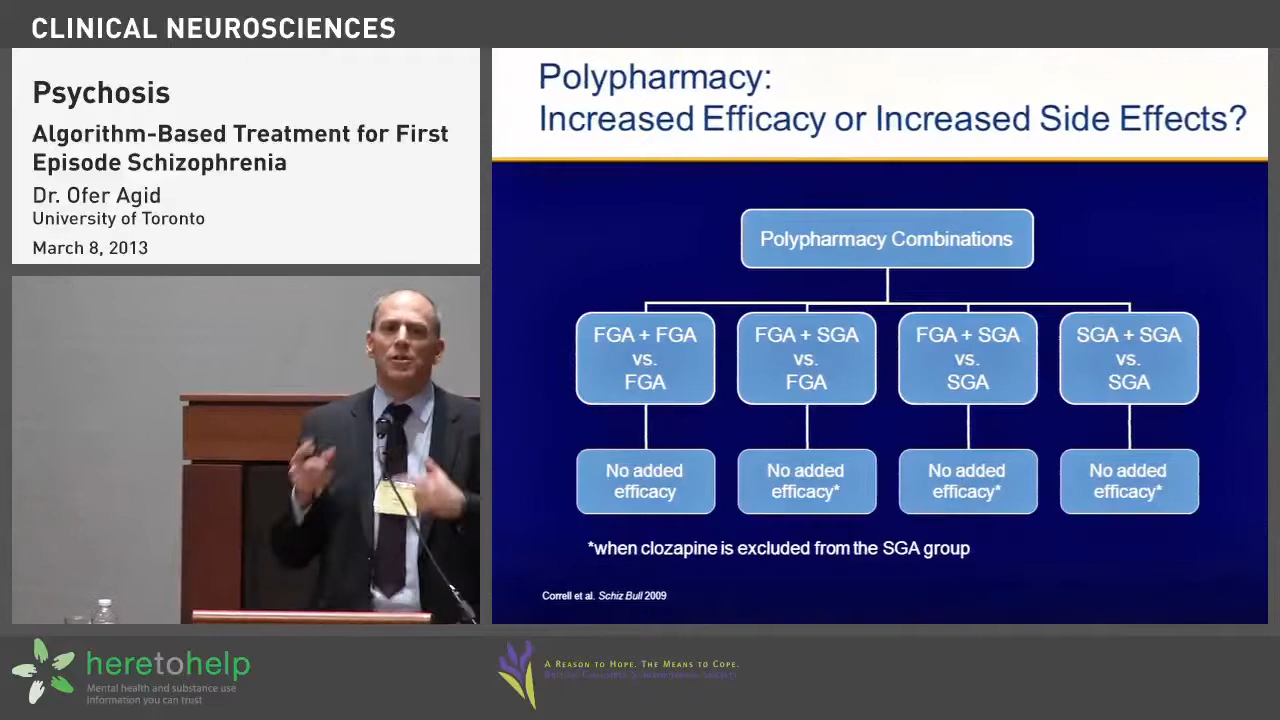 CLINICAL NEUROSCIENCES
Psychosis
Algorithm-Based Treatment for First
Episode Schizophrenia
Dr. Ofer Agid
University of Toronto
March 8, 2013
Polypharmacy:
Increased Efficacy or Increased Side Effects?
Polypharmacy Combinations
FGA + FGA
vs.
FGA
FGA + SGA
vs.
FGA
FGA + SGA
vs.
SGA
SGA + SGA
vs.
SGA
No added
efficacy
No added
efficacy*
No added
efficacy*
No added
efficacy*
*when clozapine is excluded from the SGA group
Correll et al. Schiz Bull 2009
heretohelp
Mental health and substance use
information you can trust
A Reason to Hope. The Means to Cope.
British Columbia Schizophrenia Society